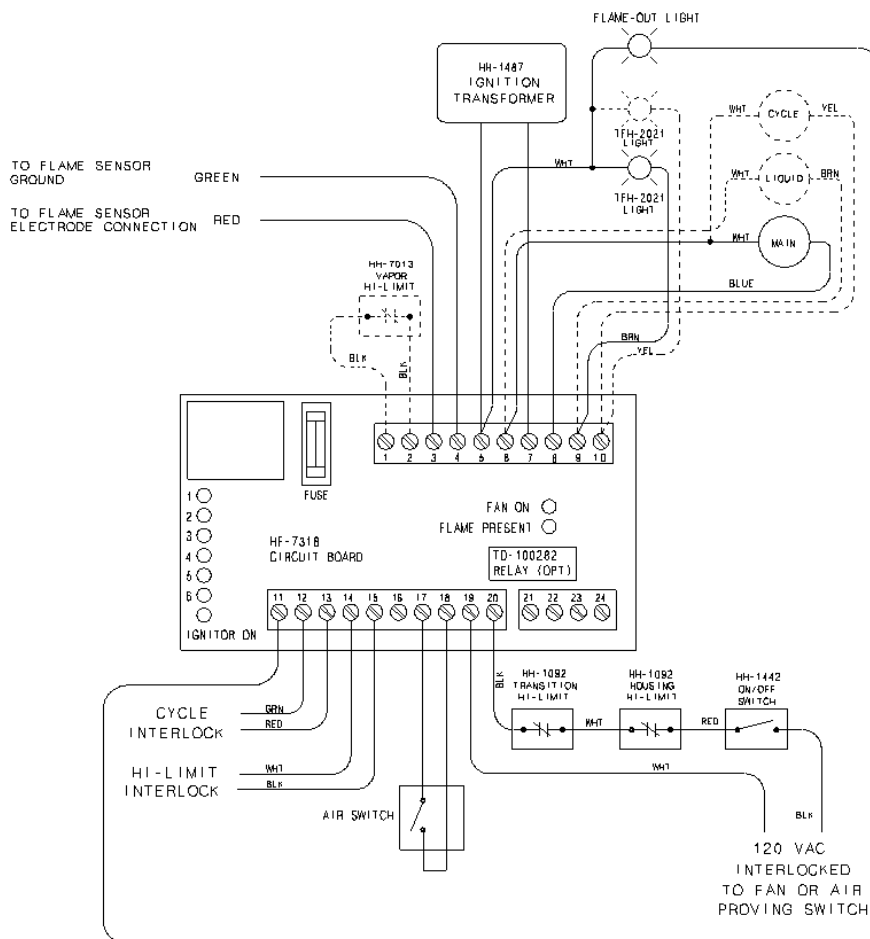 FLAME-OUT LIGHT
HH-1487
IGNITION
TRANSFORMER
TFH-2021
LIGHT
WHT
TFH-2021
LIGHT
WHT
CYCLE
YEL
WHT
LIQUID
BRN
WHT
MAIN
BLUE
TO FLAME SENSOR
GROUND
GREEN
TO FLAME SENSOR
ELECTRODE CONNECTION
RED
HH-7013
VAPOR
HI-LIMIT
BLK
BLK
BRN
YEL
1 2 3 4 5 6 7 8 9 10
FUSE
1
2
3
4
5
6
IGNITOR ON
FAN ON
FLAME PRESENT
HF-7318
CIRCUIT BOARD
TD-100282
RELAY (OPT)
11 12 13 14 15 16 17 18 19 20
21 22 23 24
BLK
HH-1092
TRANSITION
HI-LIMIT
WHT
HH-1092
HOUSING
HI-LIMIT
RED
HH-1442
ON/OFF
SWITCH
CYCLE
INTERLOCK
GRN
RED
HI-LIMIT
INTERLOCK
WHT
BLK
WHT
AIR SWITCH
BLK
120 VAC
INTERLOCKED
TO FAN OR AIR
PROVING SWITCH